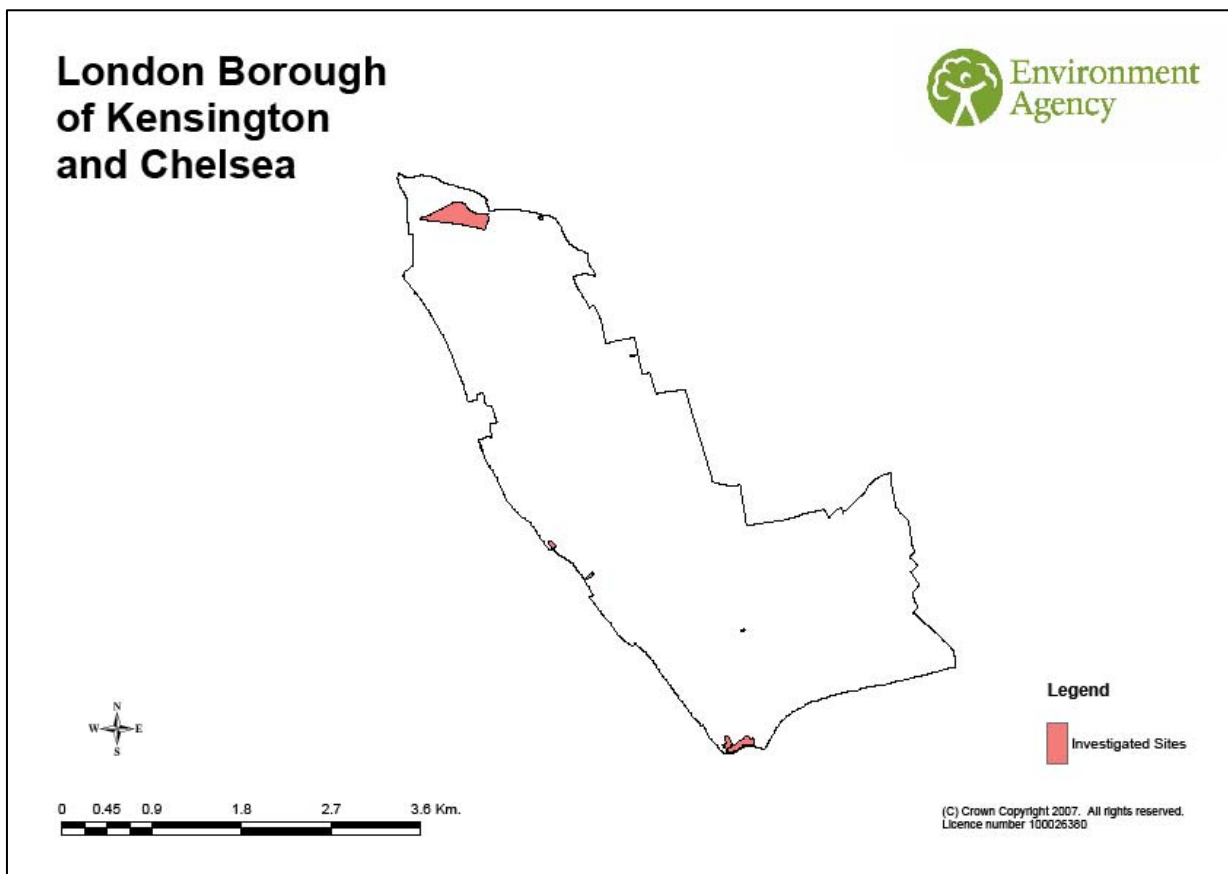 London Borough
of Kensington
and Chelsea
Environment
Agency
Legend
Investigated Sites
N
W E
S
0 0.45 0.9 1.8 2.7 3.6 Km.
(C) Crown Copyright 2007. All rights reserved.
Licence number 100026380